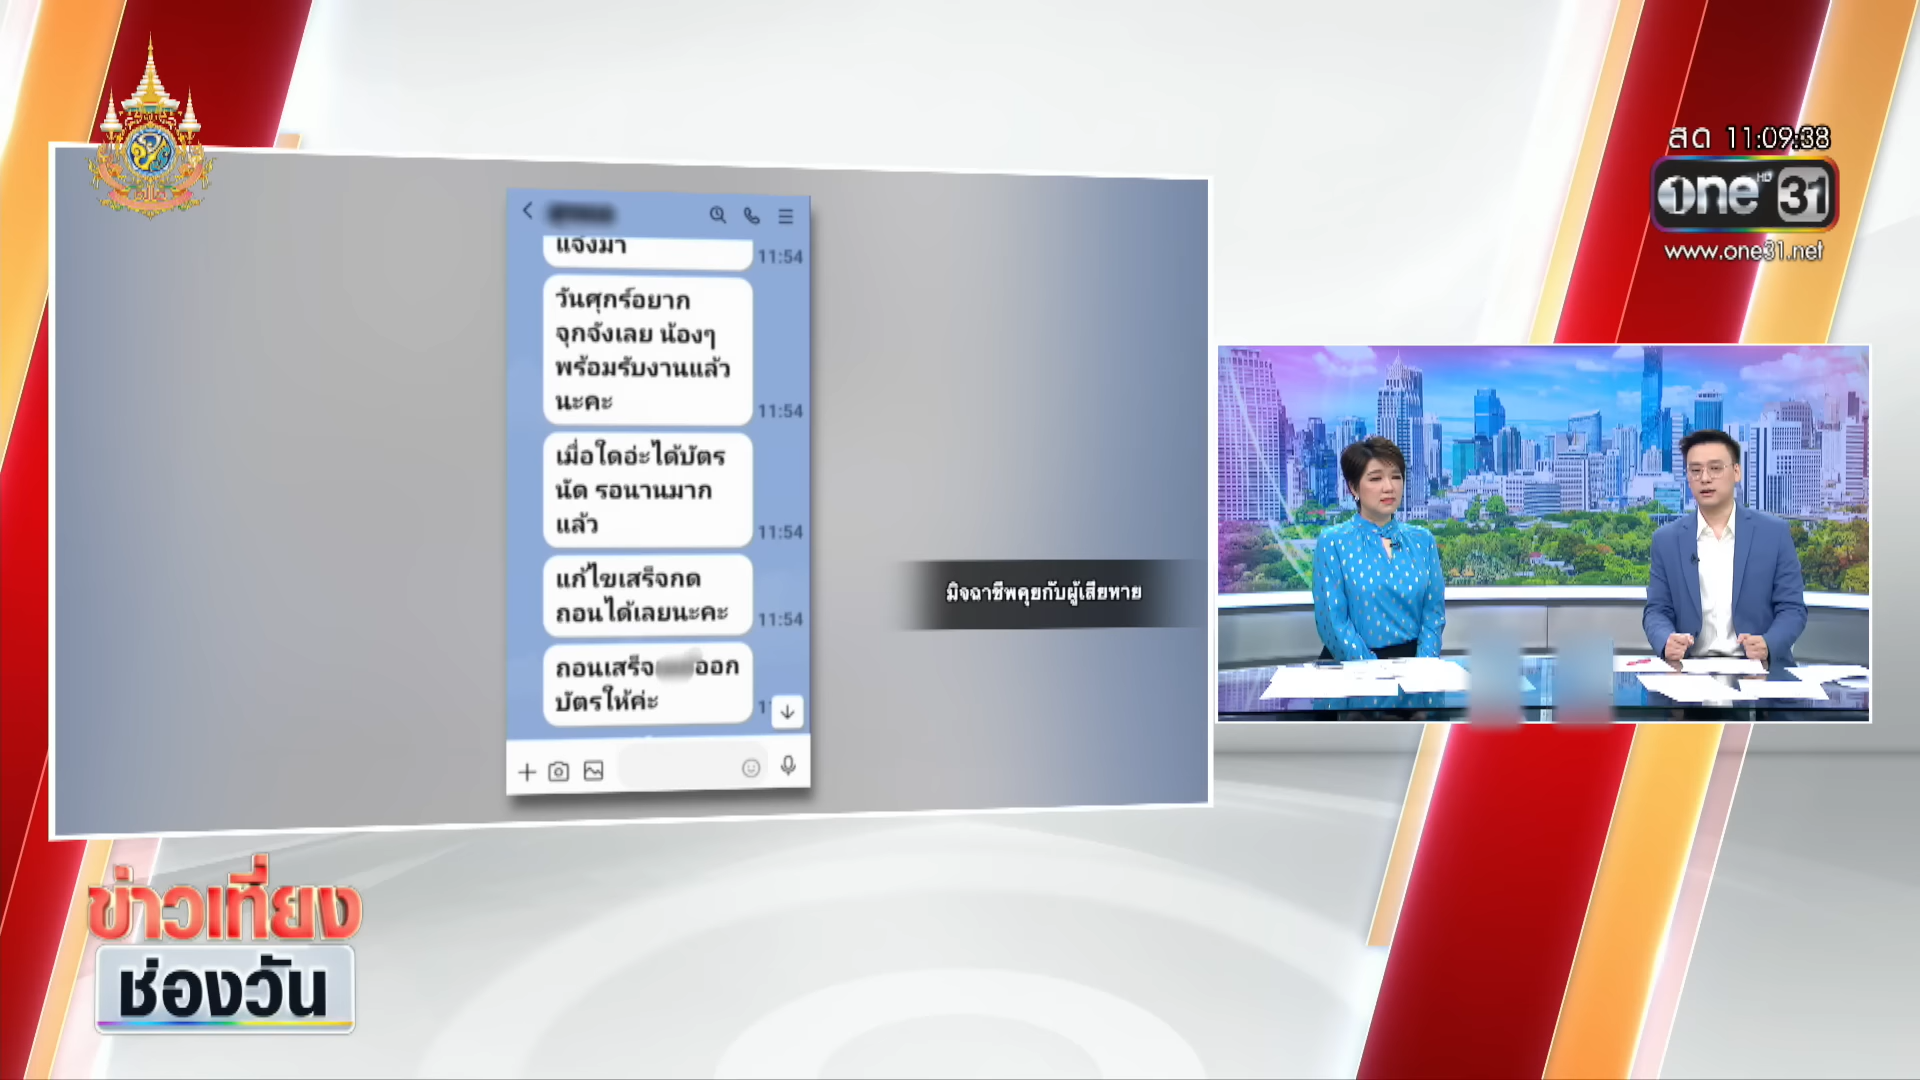 สด 11:09:38
one HD 31
www.one31.net
แจ้งมา
11:54
วันศุกร์อยาก
จุกจังเลย น้องๆ
พร้อมรับงานแล้ว
นะคะ
11:54
เมื่อใดอ่ะได้บัตร
นัด รอนานมาก
แล้ว
11:54
แก้ไขเสร็จกด
ถอนได้เลยนะคะ
11:54
ถอนเสร็จ ออก
บัตรให้ค่ะ
มิจฉาชีพคุยกับผู้เสียหาย
ข่าวเที่ยง
ช่องวัน